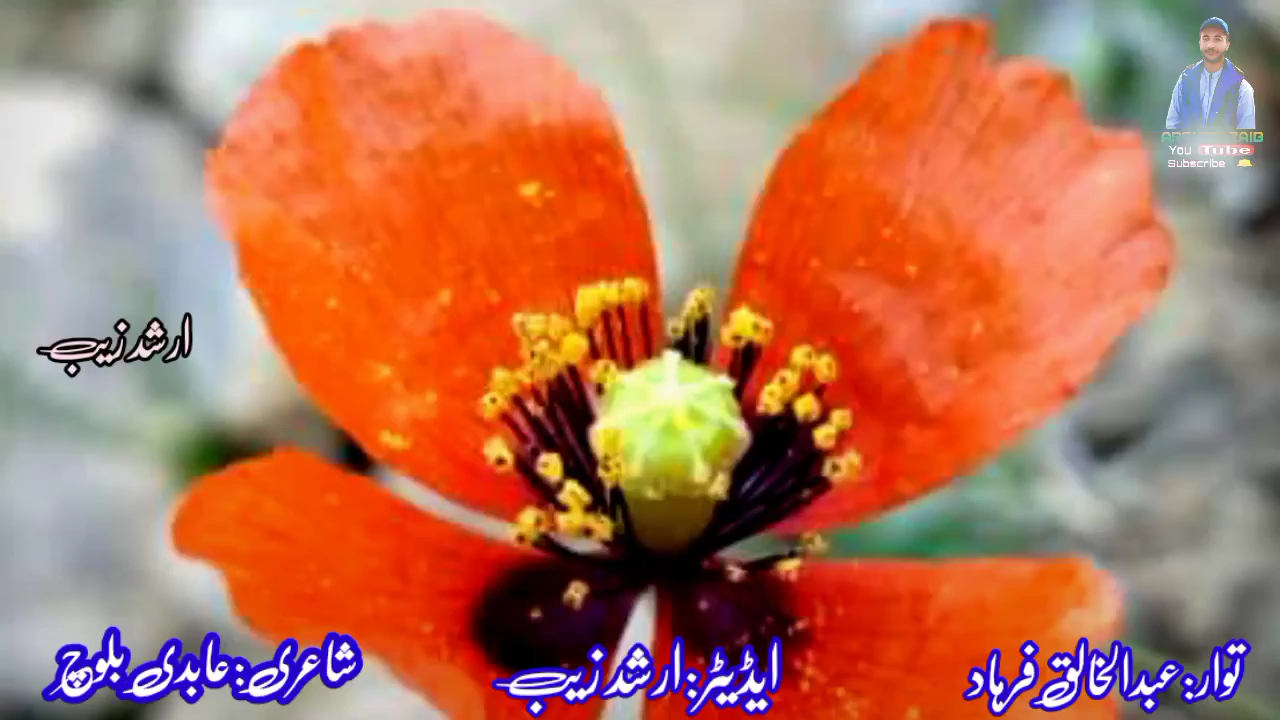 You Tube
Subscribe
ارشد زیب
توار: عبدالخالق فرہاد
ایڈیٹر: ارشد زیب
شاعری: عابدی بلوچ